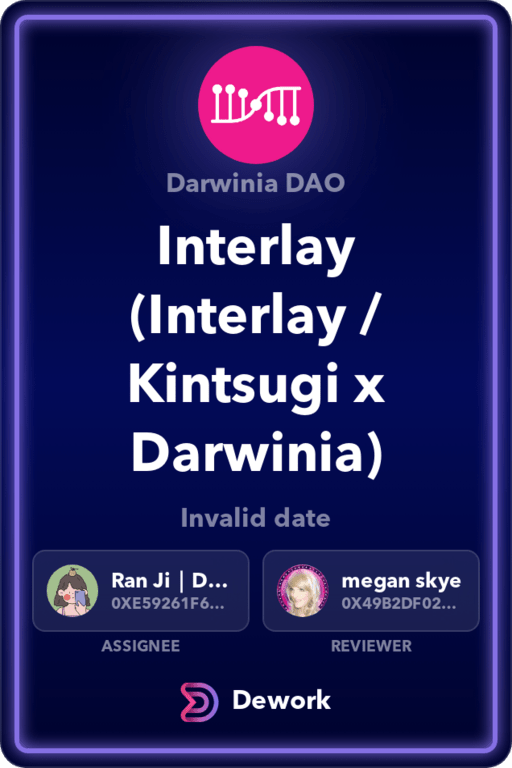 Darwinia DAO
Interlay
(Interlay /
Kintsugi x
Darwinia)
Invalid date
Ran Ji | D...
0XE59261F6...
megan skye
0X49B2DF02...
ASSIGNEE
REVIEWER
Dework